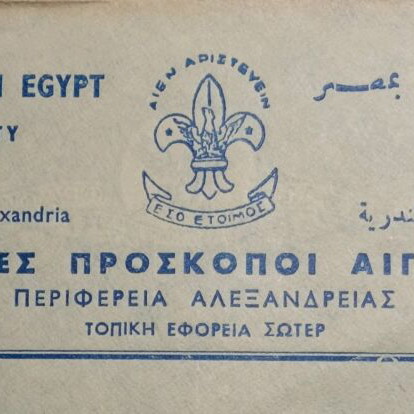 ΑΙΕΝ ΑΡΙΣΤΕΥΕΙΝ
EGYPT
بمصر
ΕΣΟ ΕΤΟΙΜΟΣ
ΠΡΟΣΚΟΠΟΙ
ΠΕΡΙΦΕΡΕΙΑ ΑΛΕΞΑΝΔΡΕΙΑΣ
ΤΟΠΙΚΗ ΕΦΟΡΕΙΑ ΣΩΤΕΡ